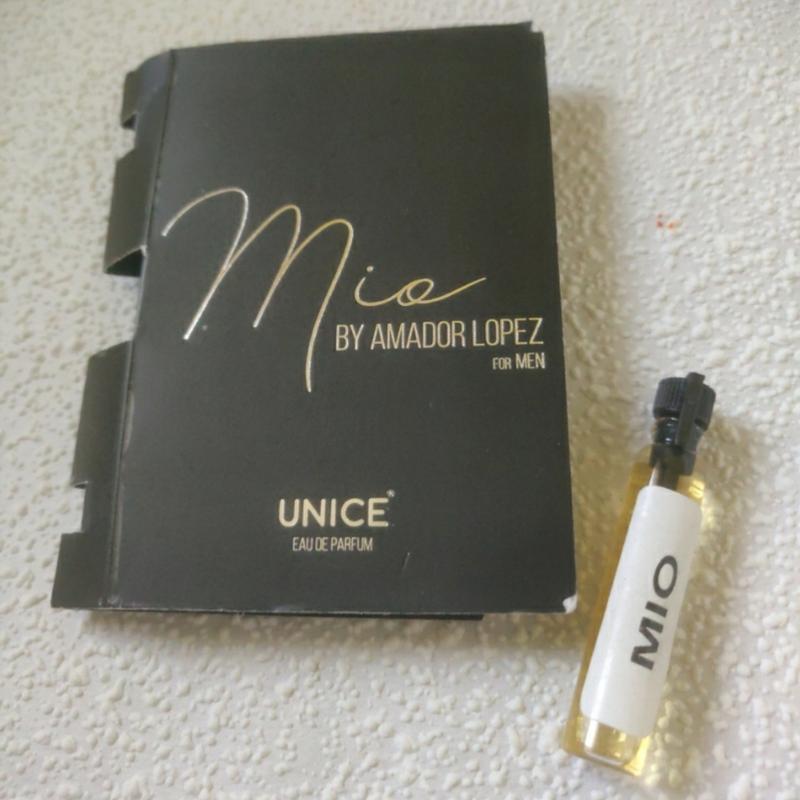 Mio
BY AMADOR LOPEZ
FOR MEN
UNICE®
EAU DE PARFUM
MIO